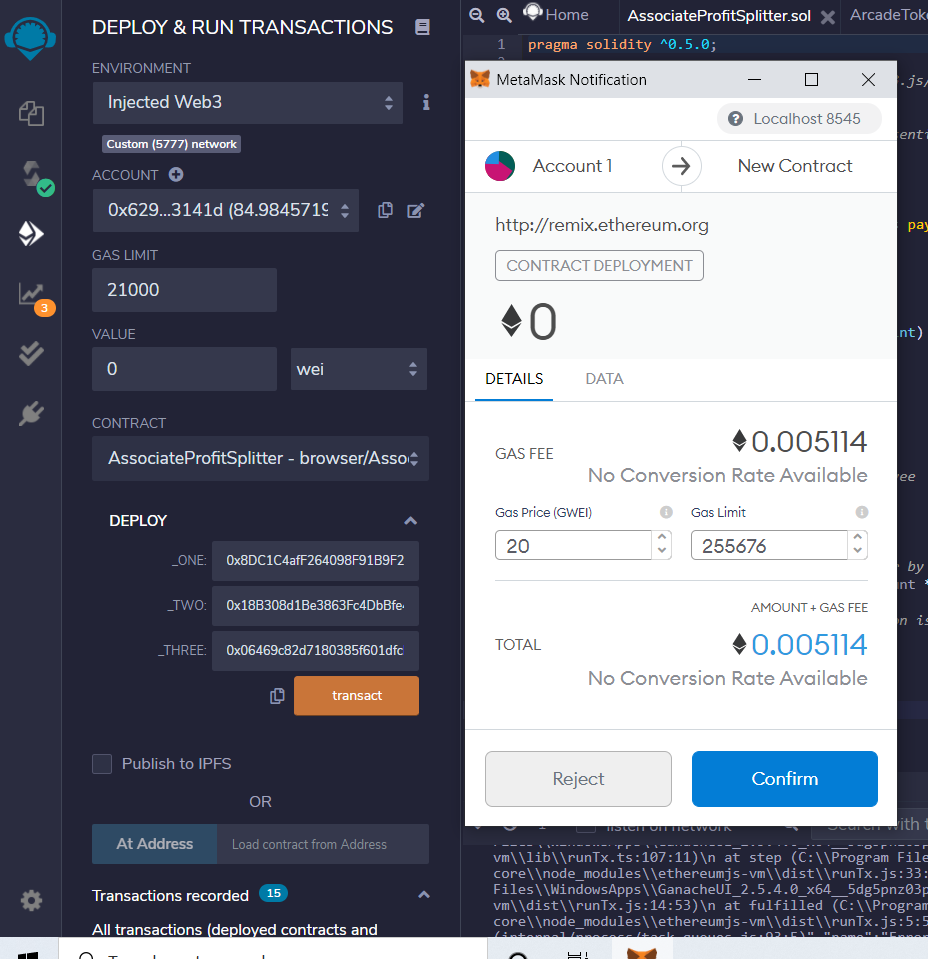 DEPLOY & RUN TRANSACTIONS
ENVIRONMENT
Injected Web3
Custom (5777) network
ACCOUNT
0x629...3141d (84.9845719
GAS LIMIT
21000
VALUE
0
wei
CONTRACT
AssociateProfitSplitter - browser/Asso
DEPLOY
_ONE:
0x8DC1C4afF264098F91B9F2
_TWO:
0x18B308d1Be3863Fc4DbBfe
_THREE:
0x06469c82d7180385f601dfc
transact
Publish to IPFS
OR
At Address
Load contract from Address
Transactions recorded
15
All transactions (deployed contracts and
3
Home
AssociateProfitSplitter.sol
ArcadeToke
1
pragma solidity ^0.5.0;
MetaMask Notification
Localhost 8545
Account 1
New Contract
http://remix.ethereum.org
CONTRACT DEPLOYMENT
0
DETAILS
DATA
GAS FEE
0.005114
No Conversion Rate Available
Gas Price (GWEI)
20
Gas Limit
255676
AMOUNT + GAS FEE
TOTAL
0.005114
No Conversion Rate Available
Reject
Confirm
listen on network
Search with t
vm\\lib\\runTx.ts:107:11)\n at step (C:\\Program File
core\\node_modules\\ethereumjs-vm\\dist\\runTx.js:33:
Files\\WindowsApps\\GanacheUI_2.5.4.0_x64__5dg5pnz03p
vm\\dist\\runTx.js:14:53)\n at fulfilled (C:\\Program
core\\node_modules\\ethereumjs-vm\\dist\\runTx.js:5:5